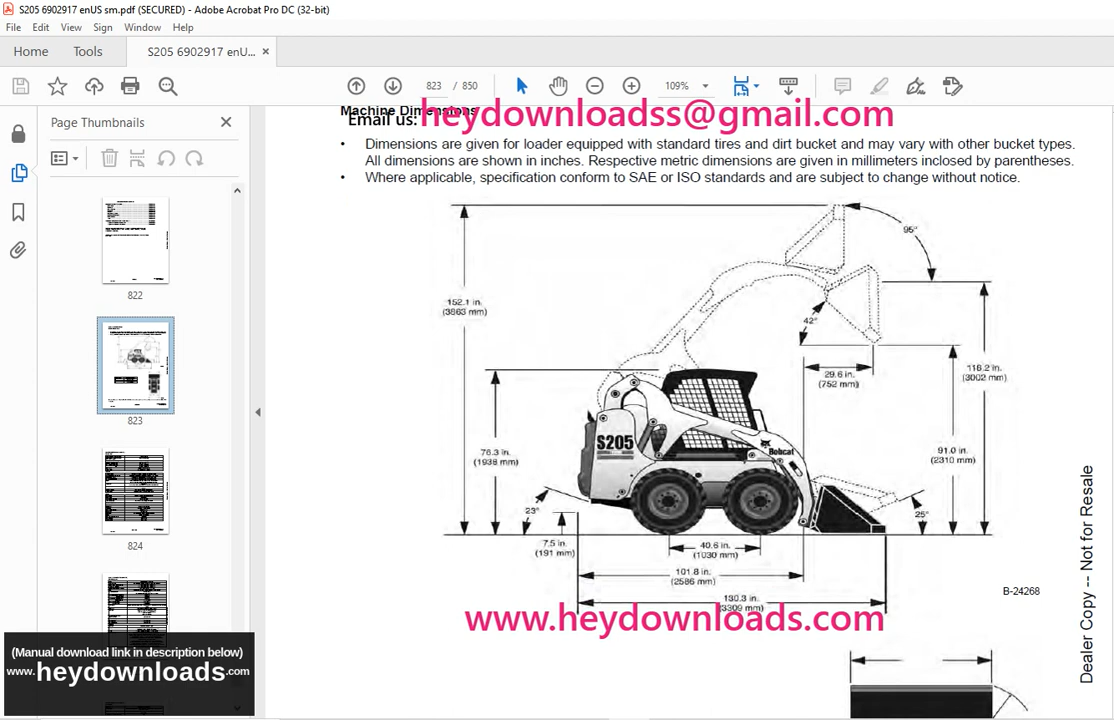 S205 6902917 enUS sm.pdf (SECURED) - Adobe Acrobat Pro DC (32-bit)
File Edit View Sign Window Help
Home Tools S205 6902917 enU... ×
823 / 850 109%
Page Thumbnails
822
823
824
Machine Dimensions
Email us: heydownloadss@gmail.com
• Dimensions are given for loader equipped with standard tires and dirt bucket and may vary with other bucket types.
All dimensions are shown in inches. Respective metric dimensions are given in millimeters inclosed by parentheses.
• Where applicable, specification conform to SAE or ISO standards and are subject to change without notice.
95°
152.1 in.
(3863 mm)
42°
29.6 in.
(752 mm)
118.2 in.
(3002 mm)
76.3 in.
(1938 mm)
S205
Bobcat
91.0 in.
(2310 mm)
23°
25°
7.5 in.
(191 mm)
40.6 in.
(1030 mm)
101.8 in.
(2586 mm)
130.3 in.
(3309 mm)
B-24268
Dealer Copy -- Not for Resale
www.heydownloads.com
(Manual download link in description below)
www.heydownloads.com